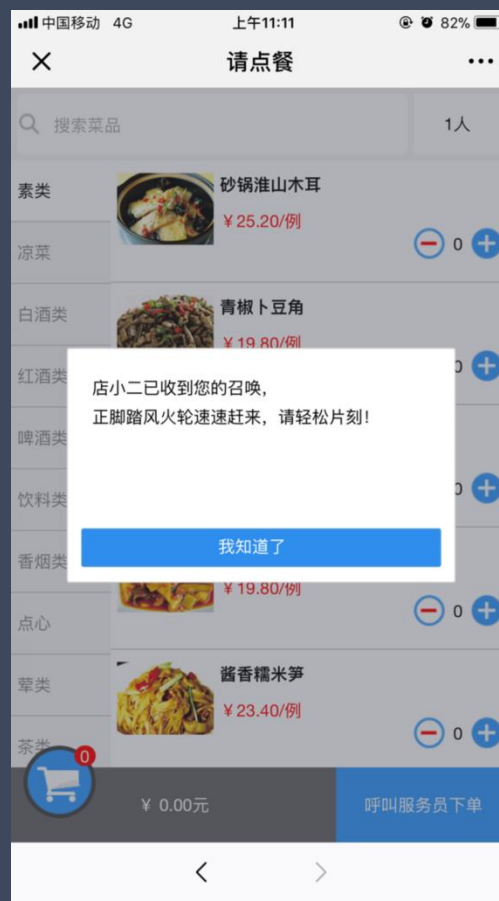 中国移动 4G 上午11:11 82%
请点餐
搜索菜品 1人
素类
凉菜
白酒类
红酒类
啤酒类
饮料类
香烟类
点心
荤类
茶类
砂锅淮山木耳
￥25.20/例
0
青椒卜豆角
￥19.80/例
店小二已收到您的召唤，
正脚踏风火轮速速赶来，请轻松片刻！
我知道了
￥19.80/例
0
酱香糯米笋
￥23.40/例
0
0
￥ 0.00元
呼叫服务员下单